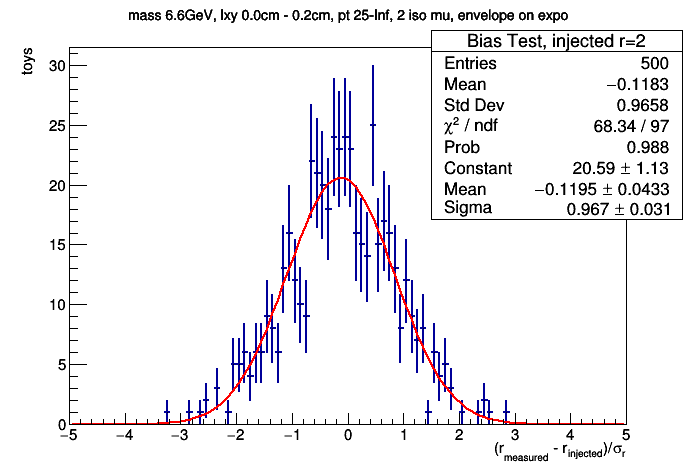 mass 6.6GeV, lxy 0.0cm - 0.2cm, pt 25-Inf, 2 iso mu, envelope on expo
Bias Test, injected r=2
Entries 500
Mean −0.1183
Std Dev 0.9658
χ² / ndf 68.34 / 97
Prob 0.988
Constant 20.59 ± 1.13
Mean −0.1195 ± 0.0433
Sigma 0.967 ± 0.031
toys
30
25
20
15
10
5
0
−5 −4 −3 −2 −1 0 1 2 3 4 5
(r_measured - r_injected)/σ_r